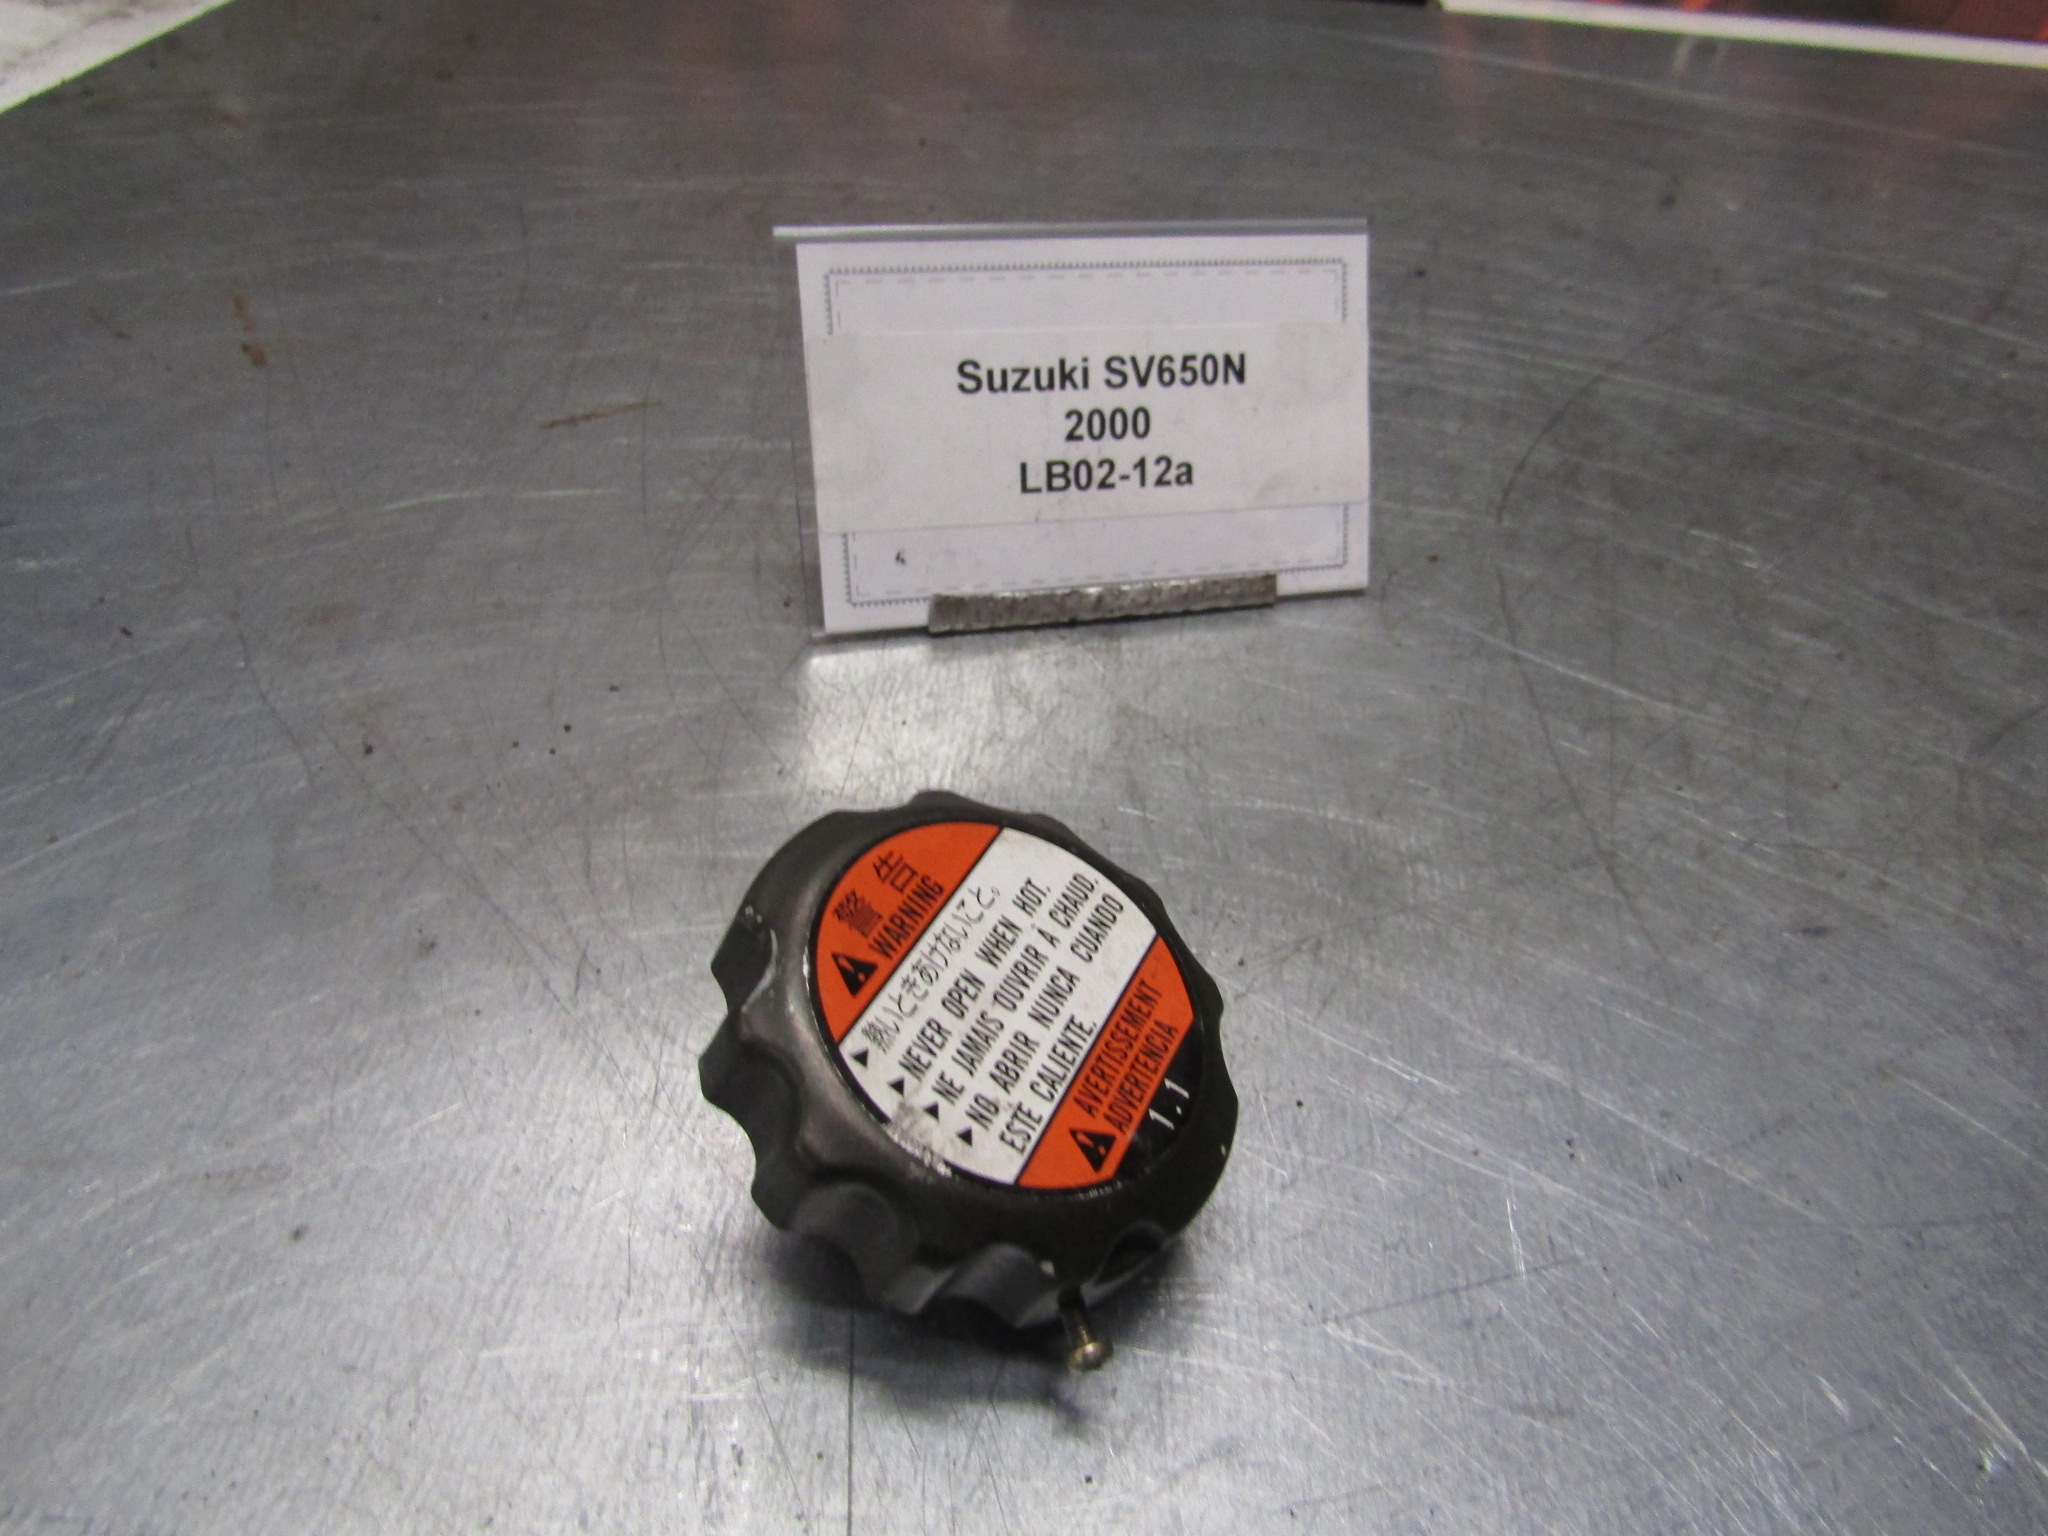 Suzuki SV650N
2000
LB02-12a
警告
WARNING
熱いときあけないこと。
NEVER OPEN WHEN HOT.
NE JAMAIS OUVRIR À CHAUD.
NO ABRIR NUNCA CUANDO
ESTÉ CALIENTE.
AVERTISSEMENT
ADVERTENCIA
1.1